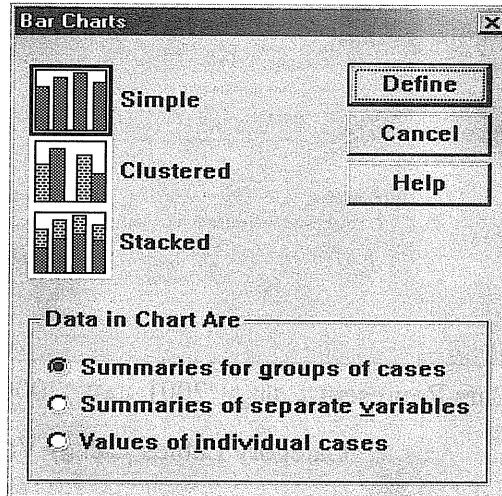 Bar Charts
Simple
Define
Cancel
Clustered
Help
Stacked
Data in Chart Are
Summaries for groups of cases
Summaries of separate variables
Values of individual cases